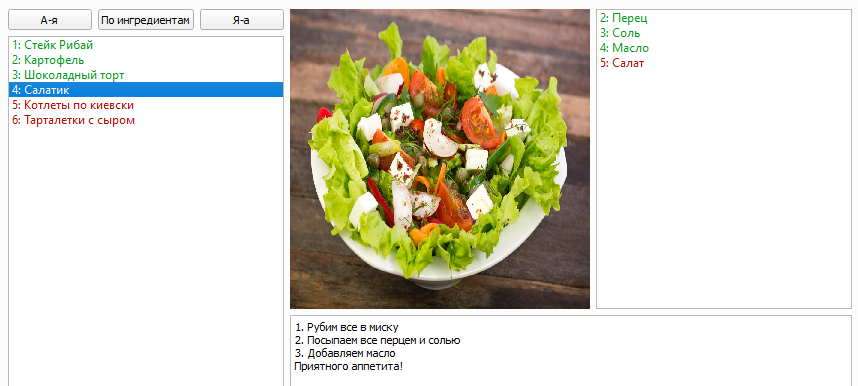 А-я
По ингредиентам
Я-а
1: Стейк Рибай
2: Картофель
3: Шоколадный торт
4: Салатик
5: Котлеты по киевски
6: Тарталетки с сыром
2: Перец
3: Соль
4: Масло
5: Салат
1. Рубим все в миску
2. Посыпаем все перцем и солью
3. Добавляем масло
Приятного аппетита!